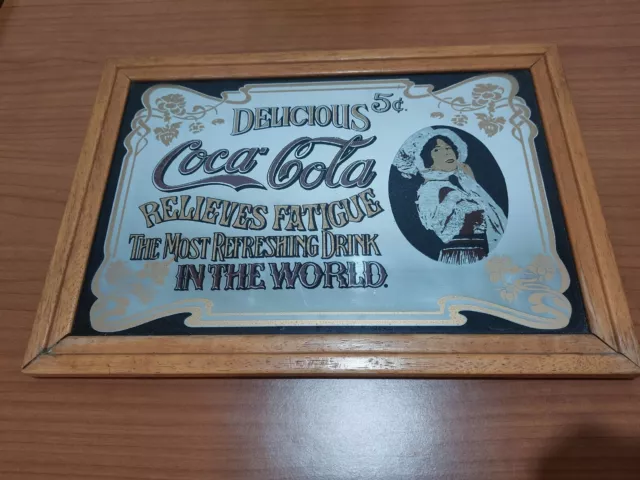 DELICIOUS 5¢.
Coca-Cola
RELIEVES FATIGUE
THE MOST REFRESHING DRINK
IN THE WORLD.